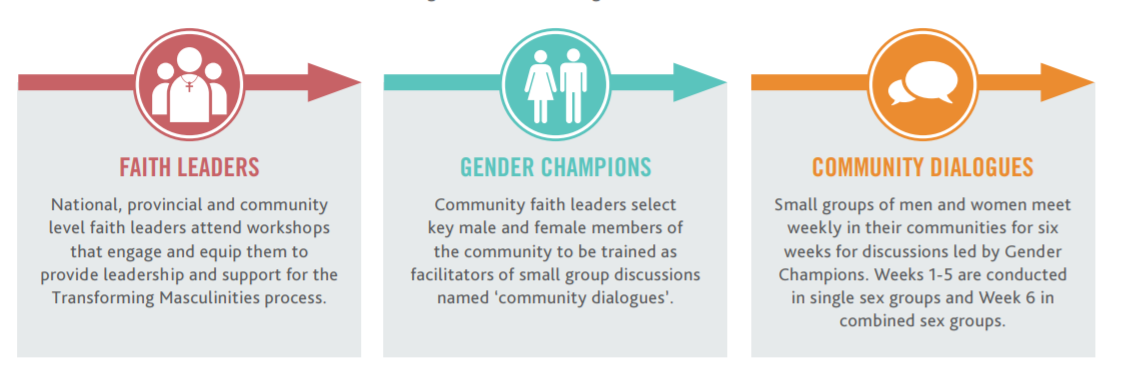 FAITH LEADERS
National, provincial and community
level faith leaders attend workshops
that engage and equip them to
provide leadership and support for the
Transforming Masculinities process.
GENDER CHAMPIONS
Community faith leaders select
key male and female members of
the community to be trained as
facilitators of small group discussions
named ‘community dialogues’.
COMMUNITY DIALOGUES
Small groups of men and women meet
weekly in their communities for six
weeks for discussions led by Gender
Champions. Weeks 1-5 are conducted
in single sex groups and Week 6 in
combined sex groups.